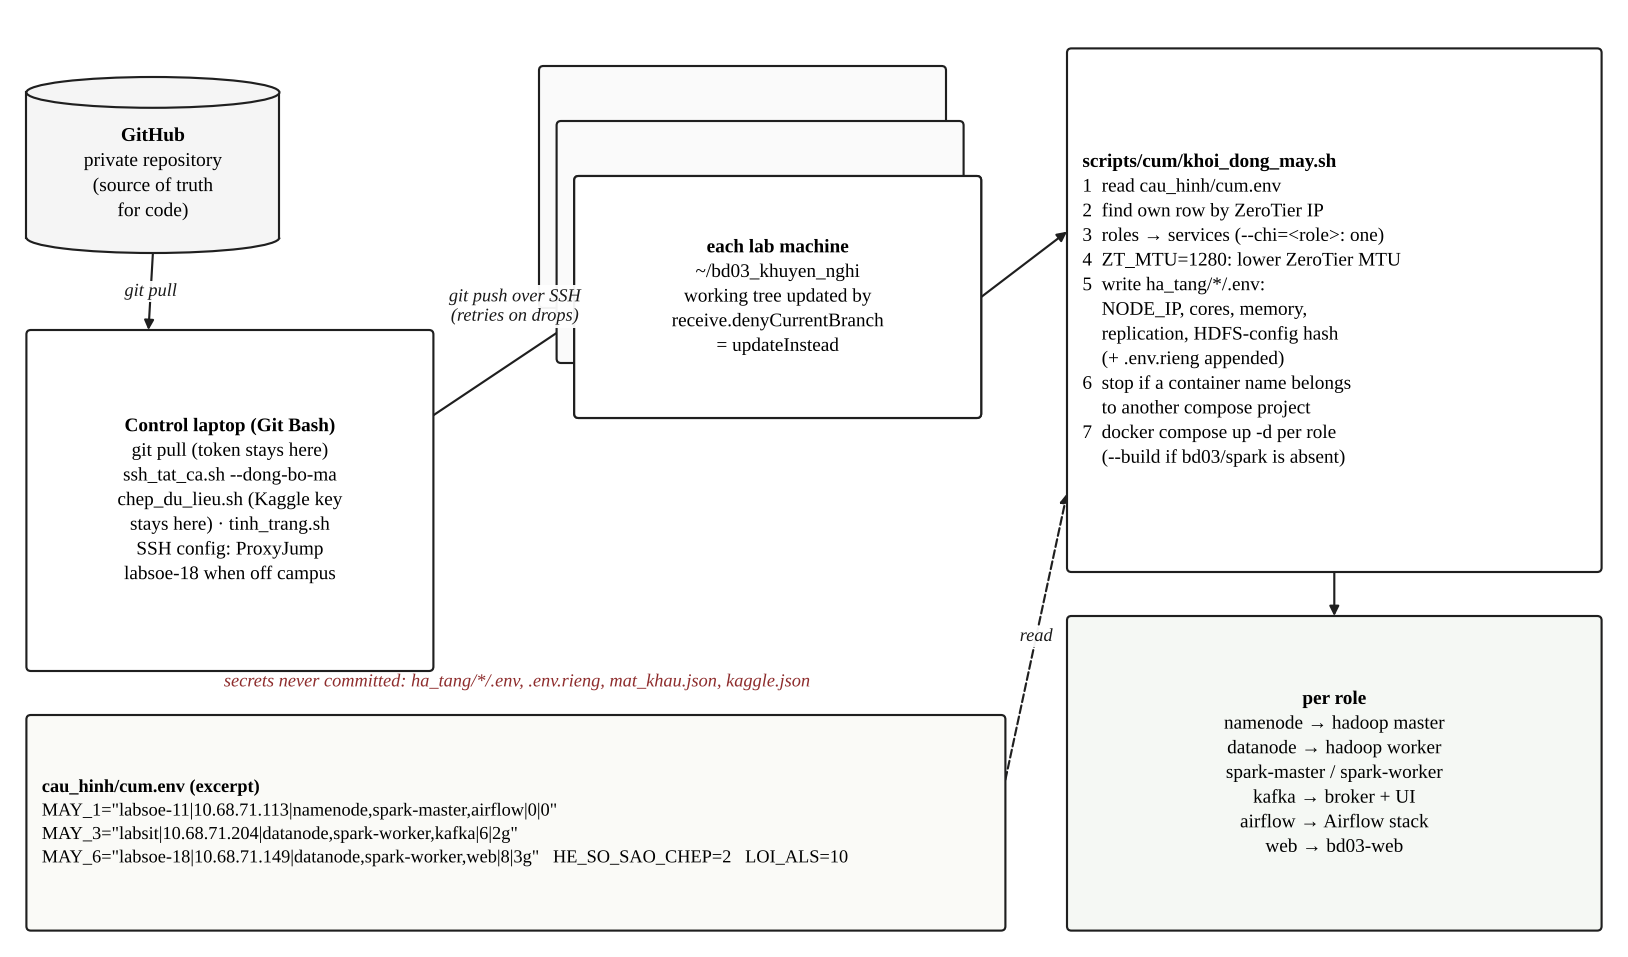 GitHub
private repository
(source of truth
for code)
git pull
Control laptop (Git Bash)
git pull (token stays here)
ssh_tat_ca.sh --dong-bo-ma
chep_du_lieu.sh (Kaggle key
stays here) · tinh_trang.sh
SSH config: ProxyJump
labsoe-18 when off campus
git push over SSH
(retries on drops)
each lab machine
~/bd03_khuyen_nghi
working tree updated by
receive.denyCurrentBranch
= updateInstead
scripts/cum/khoi_dong_may.sh
1 read cau_hinh/cum.env
2 find own row by ZeroTier IP
3 roles → services (--chi=<role>: one)
4 ZT_MTU=1280: lower ZeroTier MTU
5 write ha_tang/*/.env:
NODE_IP, cores, memory,
replication, HDFS-config hash
(+ .env.rieng appended)
6 stop if a container name belongs
to another compose project
7 docker compose up -d per role
(--build if bd03/spark is absent)
read
secrets never committed: ha_tang/*/.env, .env.rieng, mat_khau.json, kaggle.json
cau_hinh/cum.env (excerpt)
MAY_1="labsoe-11|10.68.71.113|namenode,spark-master,airflow|0|0"
MAY_3="labsit|10.68.71.204|datanode,spark-worker,kafka|6|2g"
MAY_6="labsoe-18|10.68.71.149|datanode,spark-worker,web|8|3g" HE_SO_SAO_CHEP=2 LOI_ALS=10
per role
namenode → hadoop master
datanode → hadoop worker
spark-master / spark-worker
kafka → broker + UI
airflow → Airflow stack
web → bd03-web